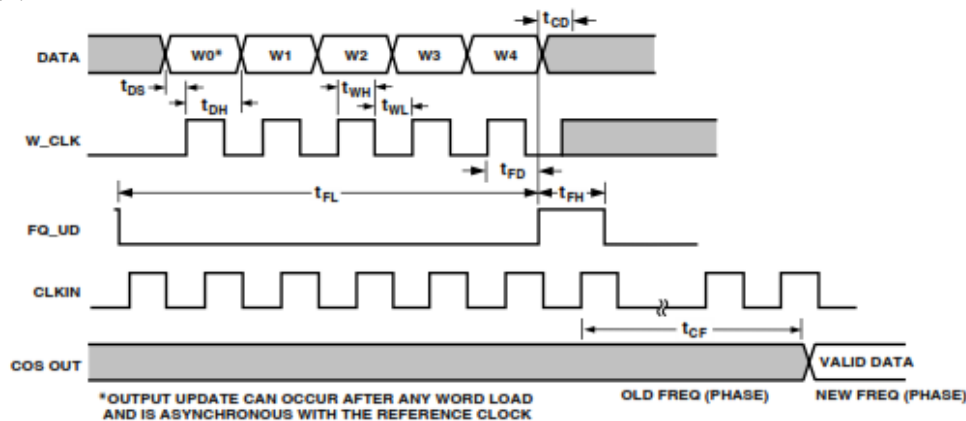 tCD
DATA W0* W1 W2 W3 W4
tDS tDH tWH tWL
W_CLK
tFD
tFL tFH
FQ_UD
CLKIN
tCF
COS OUT VALID DATA
*OUTPUT UPDATE CAN OCCUR AFTER ANY WORD LOAD OLD FREQ (PHASE) NEW FREQ (PHASE)
AND IS ASYNCHRONOUS WITH THE REFERENCE CLOCK